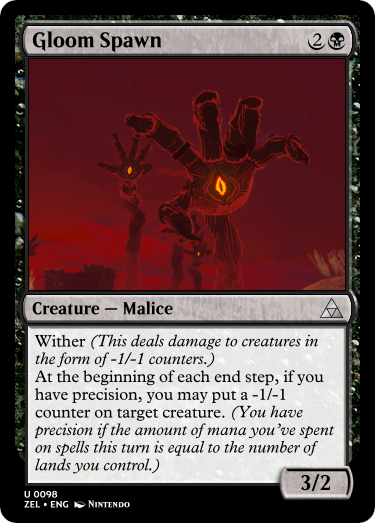 Gloom Spawn 2
Creature — Malice
Wither (This deals damage to creatures in
the form of -1/-1 counters.)
At the beginning of each end step, if you
have precision, you may put a -1/-1
counter on target creature. (You have
precision if the amount of mana you've spent
on spells this turn is equal to the number of
lands you control.)
3/2
U 0098
ZEL • ENG Nintendo